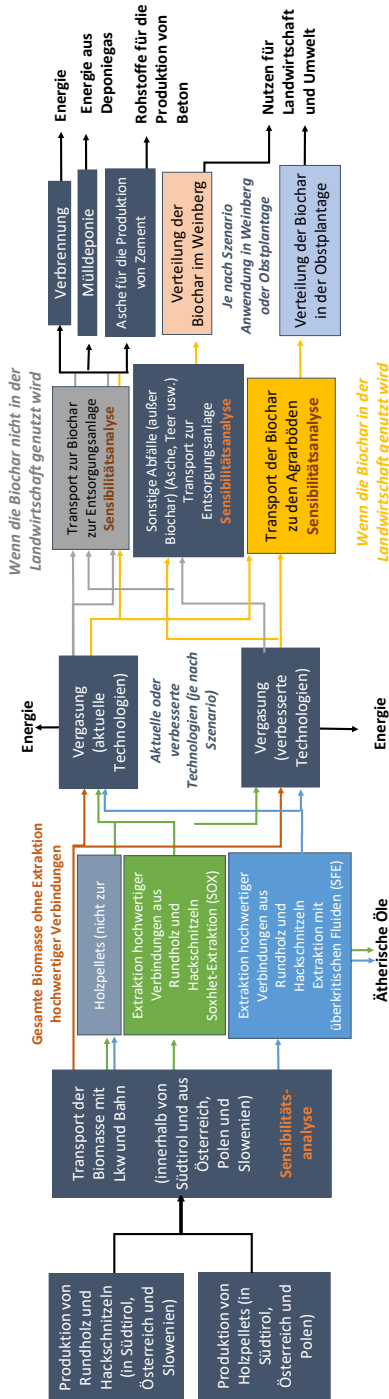 Produktion von
Rundholz und
Hackschnitzeln
(in Südtirol,
Österreich und
Slowenien)
Produktion von
Holzpellets (in
Südtirol,
Österreich und
Polen)
Transport der
Biomasse mit
Lkw und Bahn
(innerhalb von
Südtirol und aus
Österreich,
Polen und
Slowenien)
Sensibilitäts-
analyse
Gesamte Biomasse ohne Extraktion
hochwertiger Verbindungen
Holzpellets (nicht zur
Extraktion hochwertiger
Verbindungen aus
Rundholz und
Hackschnitzeln
Soxhlet-Extraktion (SOX)
Extraktion hochwertiger
Verbindungen aus
Rundholz und
Hackschnitzeln
Extraktion mit
überkritischen Fluiden (SFE)
Ätherische Öle
Energie
Vergasung
(aktuelle
Technologien)
Aktuelle oder
verbesserte
Technologien (je nach
Szenario)
Vergasung
(verbesserte
Technologien)
Energie
Wenn die Biochar nicht in der
Landwirtschaft genutzt wird
Transport zur Biochar
zur Entsorgungsanlage
Sensibilitätsanalyse
Sonstige Abfälle (außer
Biochar) (Asche, Teer usw.)
Transport zur
Entsorgungsanlage
Sensibilitätsanalyse
Transport der Biochar
zu den Agrarböden
Sensibilitätsanalyse
Wenn die Biochar in der
Landwirtschaft genutzt wird
Verbrennung
Mülldeponie
Asche für die Produktion
von Zement
Verteilung der
Biochar im Weinberg
Je nach Szenario
Anwendung in Weinberg
oder Obstplantage
Verteilung der Biochar
in der Obstplantage
Energie
Energie aus
Deponiegas
Rohstoffe für die
Produktion von
Beton
Nutzen für
Landwirtschaft
und Umwelt